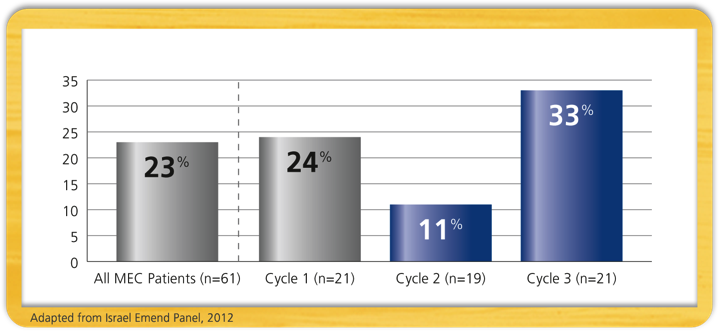 35
30
25
20
15
10
5
0
23%
24%
11%
33%
All MEC Patients (n=61)
Cycle 1 (n=21)
Cycle 2 (n=19)
Cycle 3 (n=21)
Adapted from Israel Emend Panel, 2012